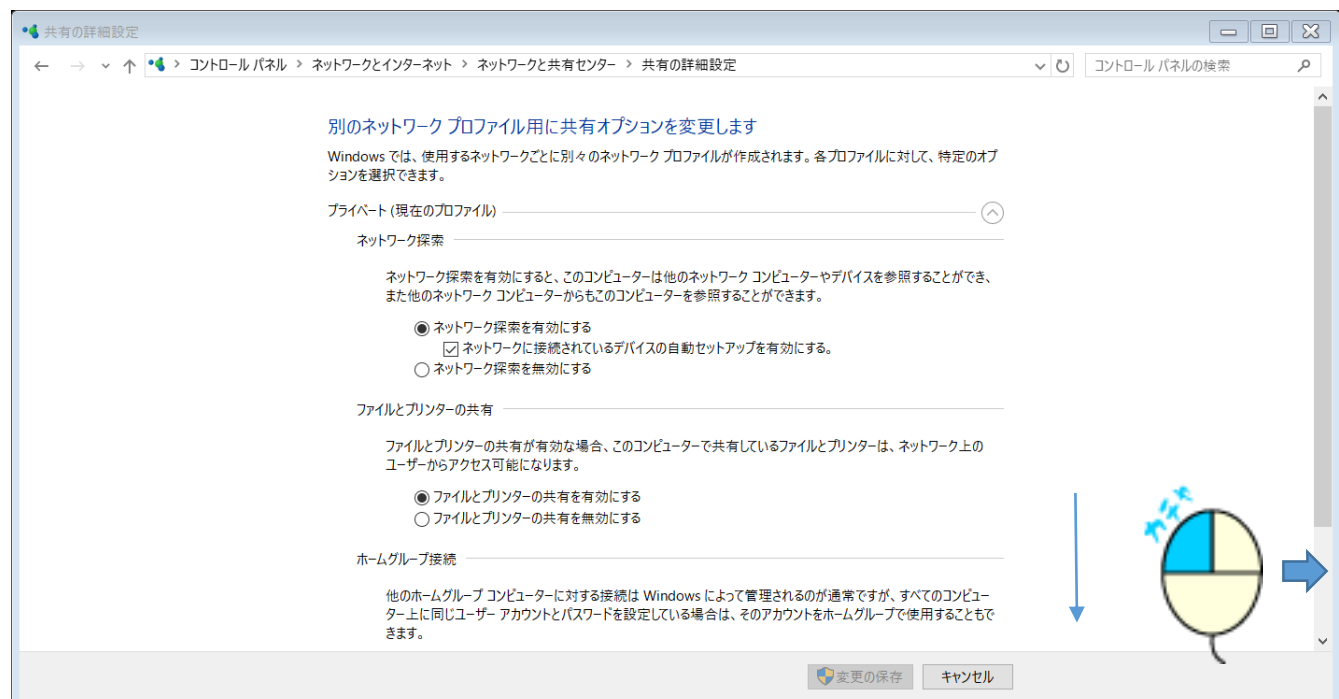 共有の詳細設定
コントロール パネル > ネットワークとインターネット > ネットワークと共有センター > 共有の詳細設定
コントロール パネルの検索
別のネットワーク プロファイル用に共有オプションを変更します
Windows では、使用するネットワークごとに別々のネットワーク プロファイルが作成されます。各プロファイルに対して、特定のオプ
ションを選択できます。
プライベート (現在のプロファイル)
ネットワーク探索
ネットワーク探索を有効にすると、このコンピューターは他のネットワーク コンピューターやデバイスを参照することができ、
また他のネットワーク コンピューターからもこのコンピューターを参照することができます。
ネットワーク探索を有効にする
ネットワークに接続されているデバイスの自動セットアップを有効にする。
ネットワーク探索を無効にする
ファイルとプリンターの共有
ファイルとプリンターの共有が有効な場合、このコンピューターで共有しているファイルとプリンターは、ネットワーク上の
ユーザーからアクセス可能になります。
ファイルとプリンターの共有を有効にする
ファイルとプリンターの共有を無効にする
ホームグループ接続
他のホームグループ コンピューターに対する接続は Windows によって管理されるのが通常ですが、すべてのコンピュー
ター上に同じユーザー アカウントとパスワードを設定している場合は、そのアカウントをホームグループで使用することもで
きます。
カチッ
変更の保存
キャンセル